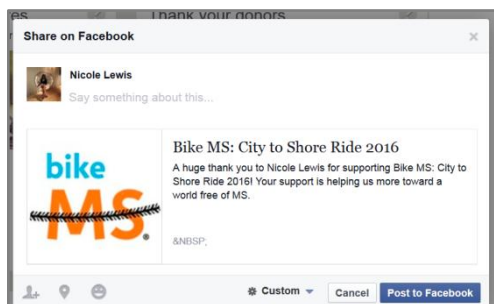 Thank your donors
Share on Facebook
Nicole Lewis
Say something about this...
bike
MS®
Bike MS: City to Shore Ride 2016
A huge thank you to Nicole Lewis for supporting Bike MS: City to
Shore Ride 2016! Your support is helping us more toward a
world free of MS.
&NBSP;
Custom
Cancel
Post to Facebook